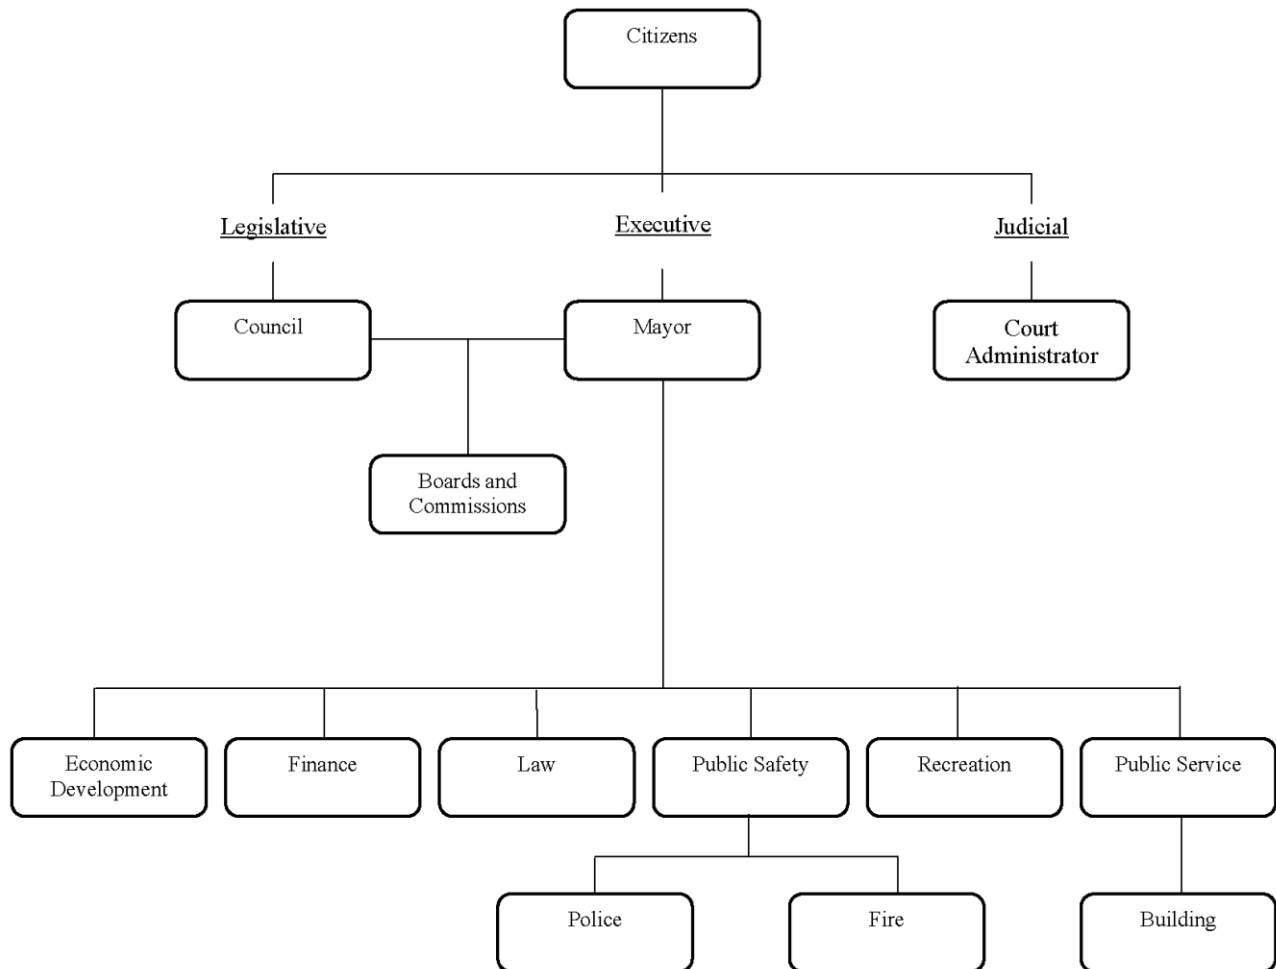 Citizens
Legislative
Executive
Judicial
Council
Mayor
Court
Administrator
Boards and
Commissions
Economic
Development
Finance
Law
Public Safety
Recreation
Public Service
Police
Fire
Building